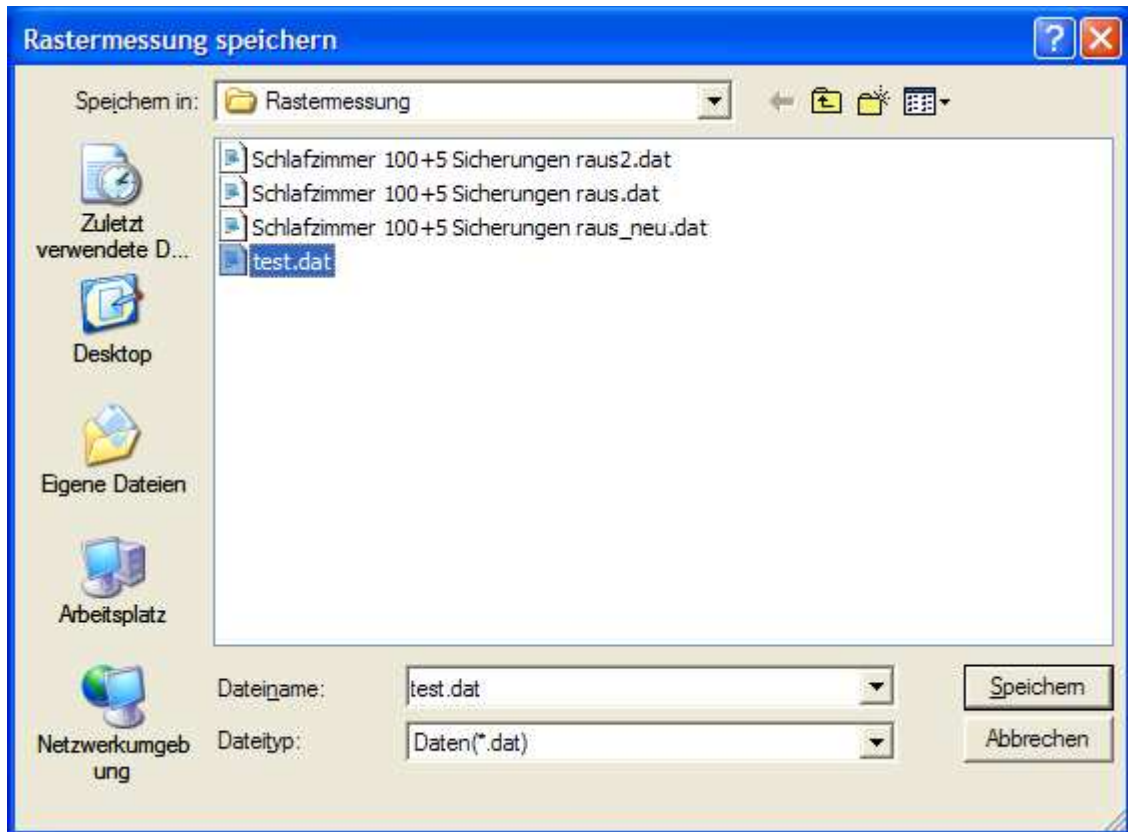 Rastermessung speichern
Speichern in:
Rastermessung
Schlafzimmer 100+5 Sicherungen raus2.dat
Schlafzimmer 100+5 Sicherungen raus.dat
Schlafzimmer 100+5 Sicherungen raus_neu.dat
test.dat
Zuletzt
verwendete D...
Desktop
Eigene Dateien
Arbeitsplatz
Netzwerkumgeb
ung
Dateiname:
test.dat
Speichern
Dateityp:
Daten(*.dat)
Abbrechen